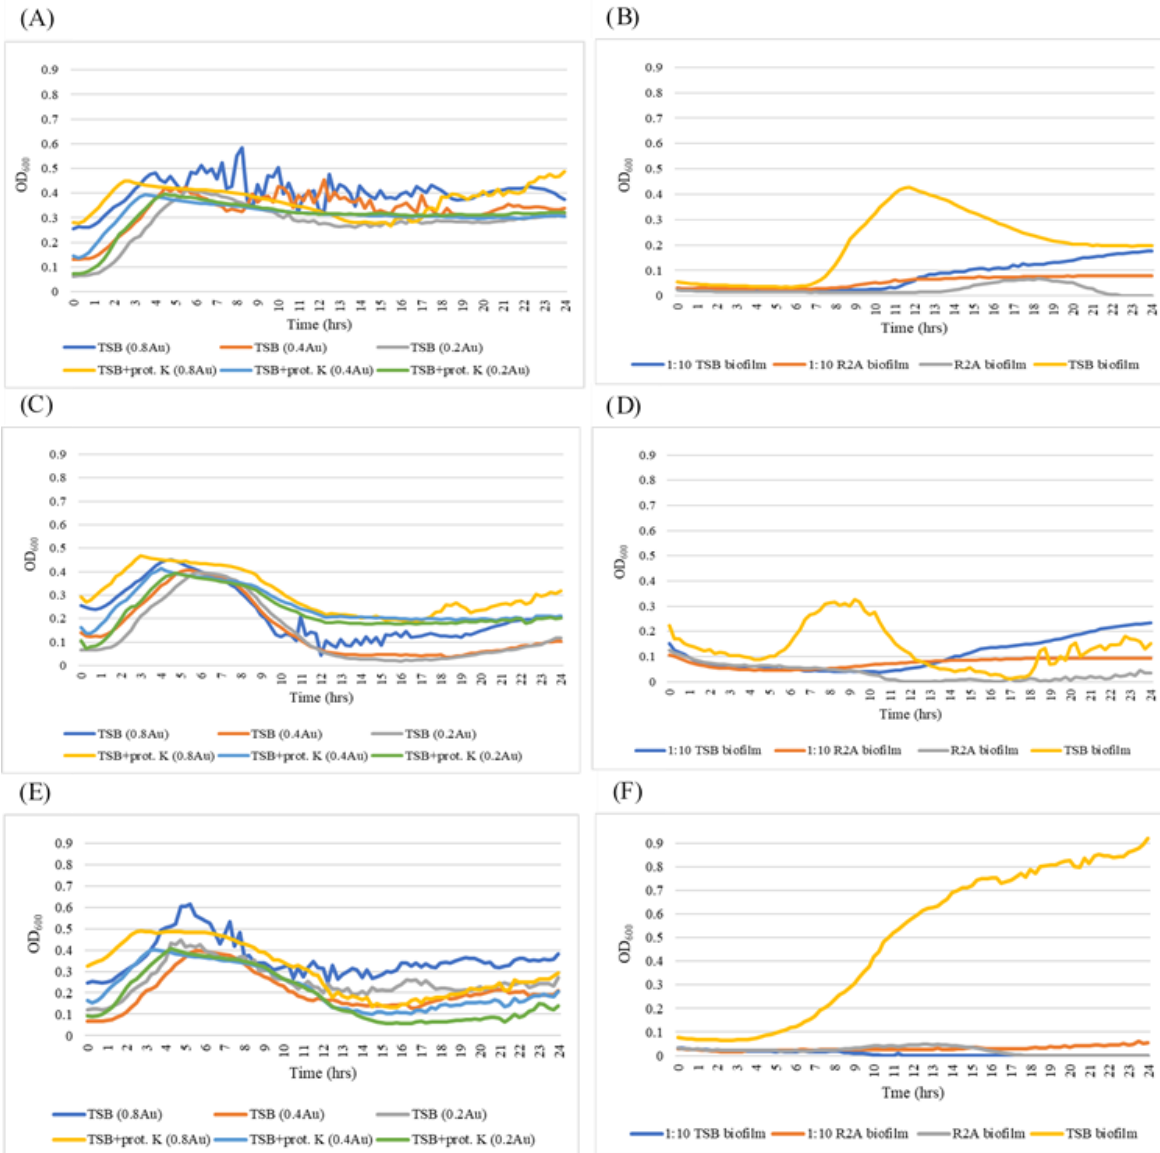 (A)
0.9
0.8
0.7
0.6
0.5
0.4
0.3
0.2
0.1
0
OD600
0 1 2 3 4 5 6 7 8 9 10 11 12 13 14 15 16 17 18 19 20 21 22 23 24
Time (hrs)
TSB (0.8Au) TSB (0.4Au) TSB (0.2Au)
TSB+prot. K (0.8Au) TSB+prot. K (0.4Au) TSB+prot. K (0.2Au)
(B)
0.9
0.8
0.7
0.6
0.5
0.4
0.3
0.2
0.1
0
OD600
0 1 2 3 4 5 6 7 8 9 10 11 12 13 14 15 16 17 18 19 20 21 22 23 24
Time (hrs)
1:10 TSB biofilm 1:10 R2A biofilm R2A biofilm TSB biofilm
(C)
0.9
0.8
0.7
0.6
0.5
0.4
0.3
0.2
0.1
0
OD600
0 1 2 3 4 5 6 7 8 9 10 11 12 13 14 15 16 17 18 19 20 21 22 23 24
Time (hrs)
TSB (0.8Au) TSB (0.4Au) TSB (0.2Au)
TSB+prot. K (0.8Au) TSB+prot. K (0.4Au) TSB+prot. K (0.2Au)
(D)
0.9
0.8
0.7
0.6
0.5
0.4
0.3
0.2
0.1
0
OD600
0 1 2 3 4 5 6 7 8 9 10 11 12 13 14 15 16 17 18 19 20 21 22 23 24
Time (hrs)
1:10 TSB biofilm 1:10 R2A biofilm R2A biofilm TSB biofilm
(E)
0.9
0.8
0.7
0.6
0.5
0.4
0.3
0.2
0.1
0
OD600
0 1 2 3 4 5 6 7 8 9 10 11 12 13 14 15 16 17 18 19 20 21 22 23 24
Time (hrs)
TSB (0.8Au) TSB (0.4Au) TSB (0.2Au)
TSB+prot. K (0.8Au) TSB+prot. K (0.4Au) TSB+prot. K (0.2Au)
(F)
0.9
0.8
0.7
0.6
0.5
0.4
0.3
0.2
0.1
0
OD600
0 1 2 3 4 5 6 7 8 9 10 11 12 13 14 15 16 17 18 19 20 21 22 23 24
Tme (hrs)
1:10 TSB biofilm 1:10 R2A biofilm R2A biofilm TSB biofilm